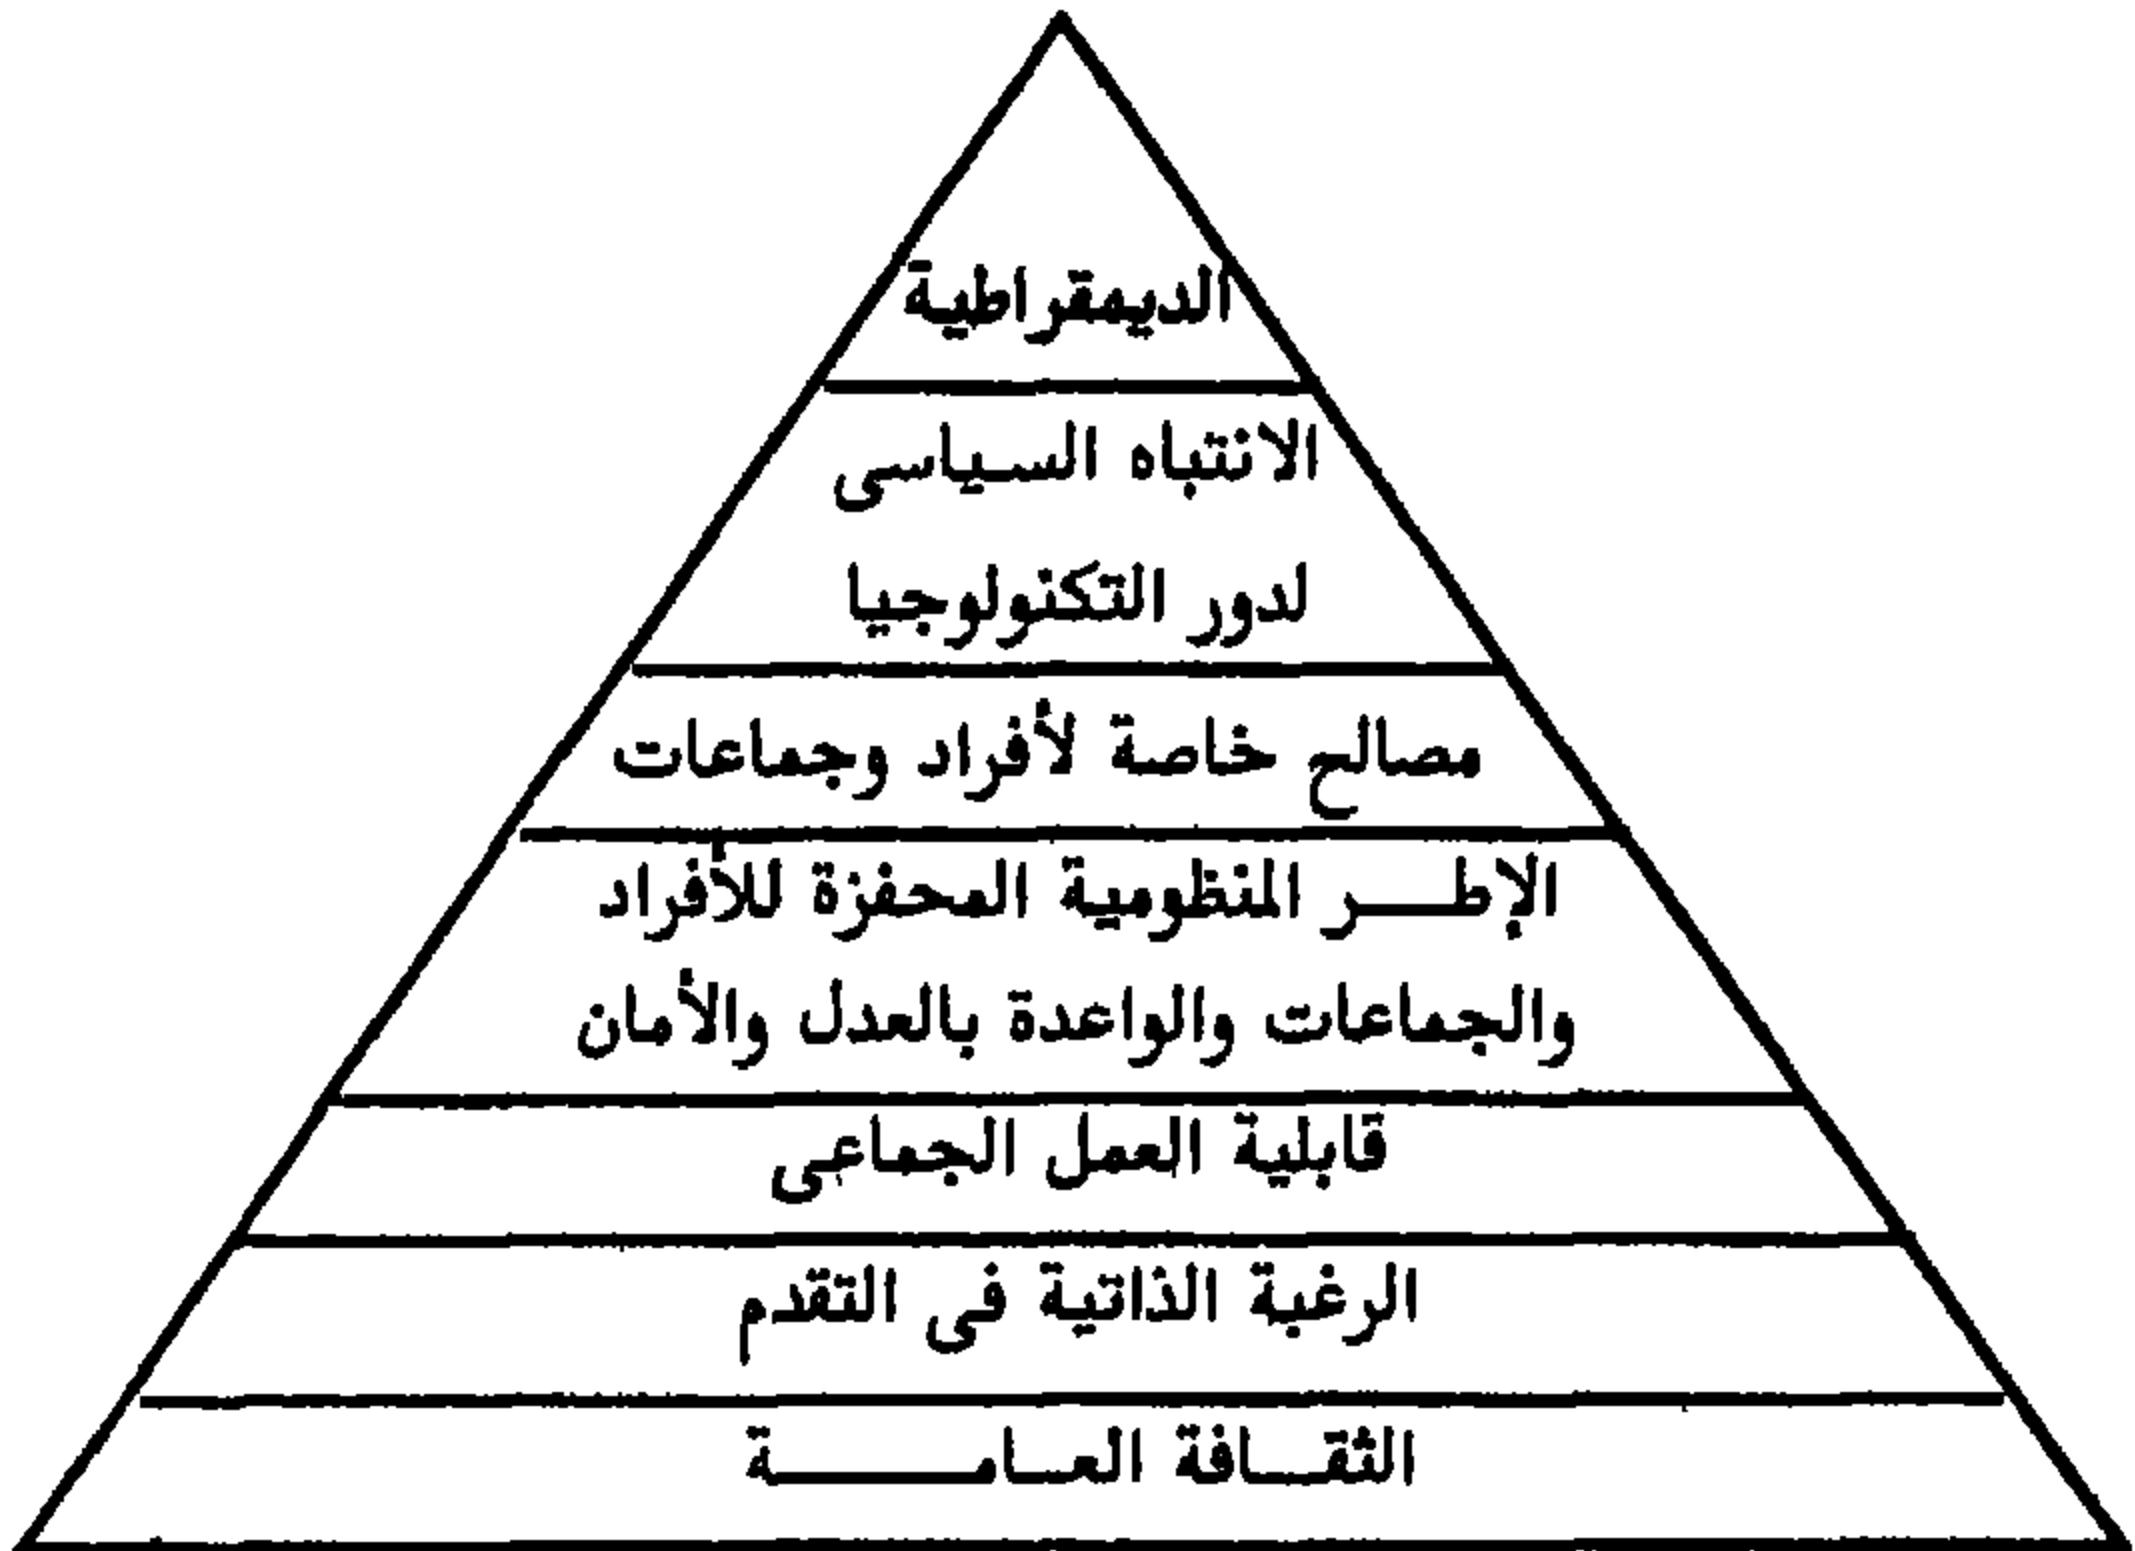 الديمقراطية
الانتباه السياسى
لدور التكنولوجيا
مصالح خاصة لأفراد وجماعات
الإطـــر المنظومية المحفزة للأفراد
والجماعات والواعدة بالعدل والأمان
قابلية العمل الجماعى
الرغبة الذاتية فى التقدم
الثقـافة العـامــــة